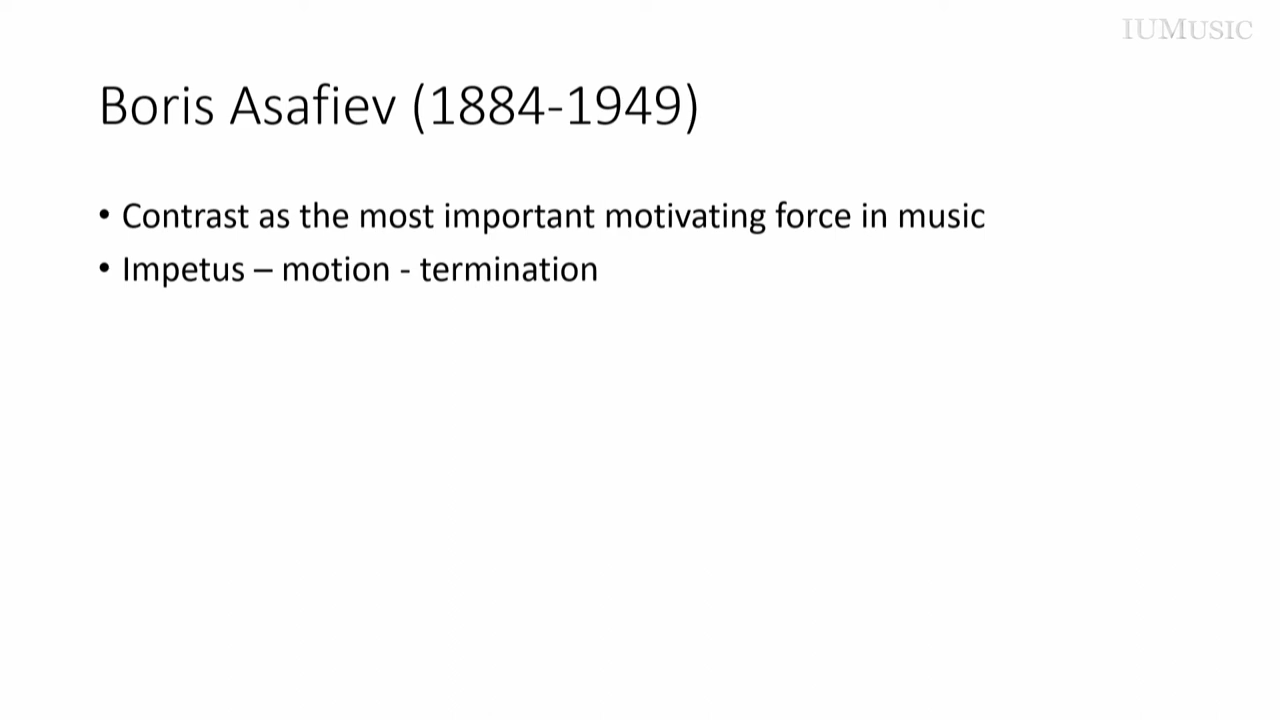 IUMUSIC
Boris Asafiev (1884-1949)
• Contrast as the most important motivating force in music
• Impetus – motion - termination